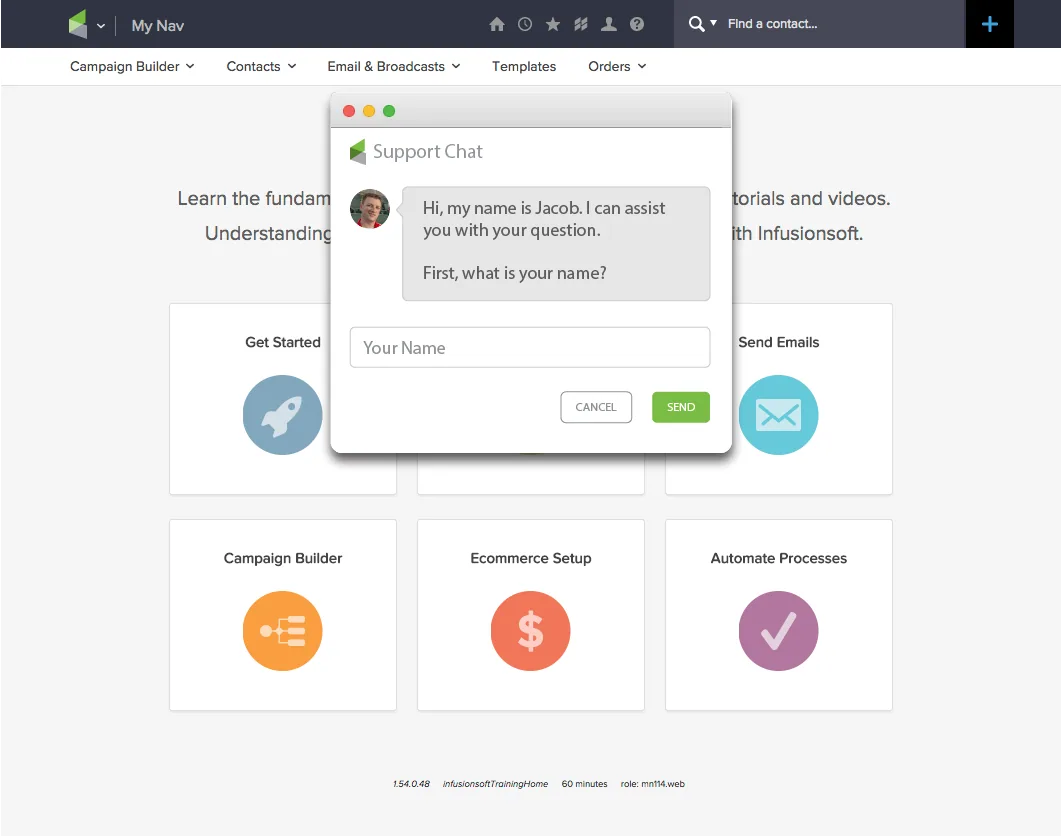 My Nav
Find a contact...
Campaign Builder
Contacts
Email & Broadcasts
Templates
Orders
Support Chat
Hi, my name is Jacob. I can assist
you with your question.
First, what is your name?
Your Name
CANCEL
SEND
Learn the fundam
torials and videos.
Understanding
ith Infusionsoft.
Get Started
Send Emails
Campaign Builder
Ecommerce Setup
$
Automate Processes
1.54.0.48 infusionsoftTrainingHome 60 minutes role: mn114.web